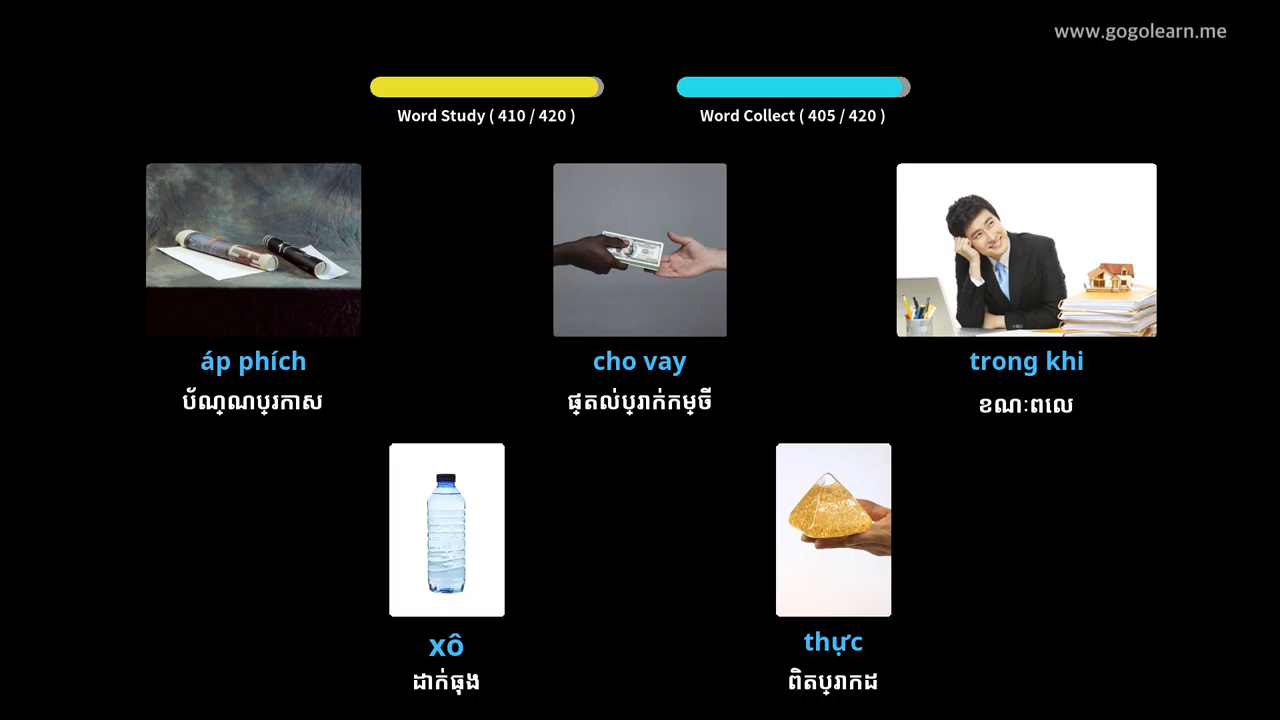 www.gogolearn.me
Word Study ( 410 / 420 )
Word Collect ( 405 / 420 )
áp phích
cho vay
trong khi
ប័ណ្ណប្រកាស
ផ្តល់ប្រាក់កម្ចី
ខណៈពេល
xô
thực
ដាក់ធុង
ពិតប្រាកដ